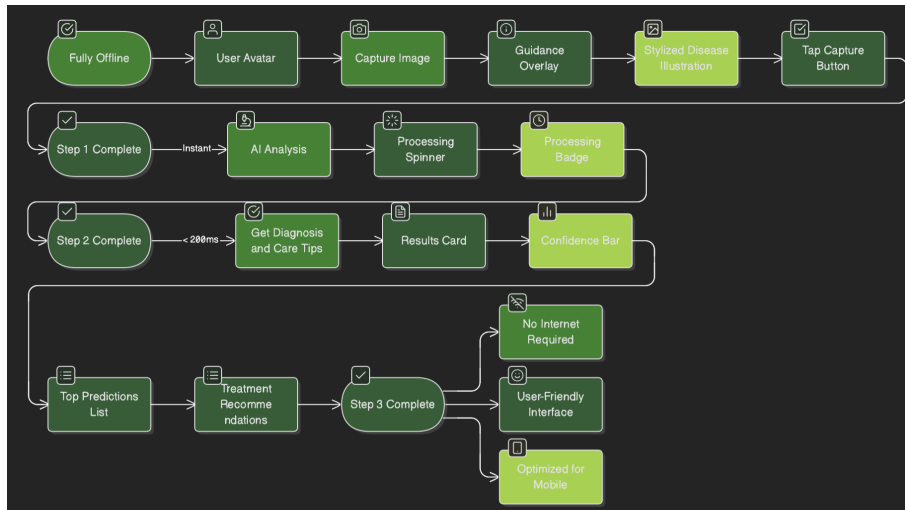 Fully Offline
User Avatar
Capture Image
Guidance
Overlay
Stylized Disease
Illustration
Tap Capture
Button
Step 1 Complete
Instant
AI Analysis
Processing
Spinner
Processing
Badge
Step 2 Complete
< 200ms
Get Diagnosis
and Care Tips
Results Card
Confidence Bar
No Internet
Required
Top Predictions
List
Treatment
Recomme
ndations
Step 3 Complete
User-Friendly
Interface
Optimized for
Mobile